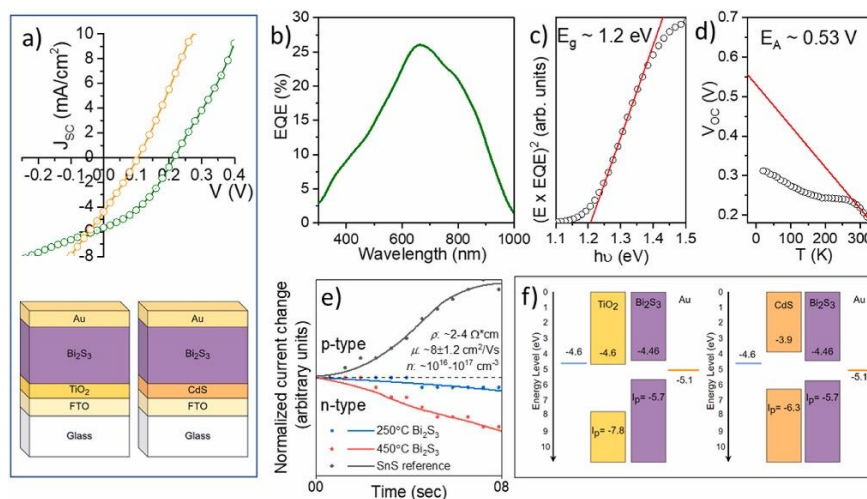 a)
10
8
6
4
2
0
-2
-4
-6
-8
J_SC (mA/cm²)
-0.2 -0.1 0.0 0.1 0.2 0.3 0.4
V (V)
Au Au
Bi₂S₃ Bi₂S₃
TiO₂ CdS
FTO FTO
Glass Glass
b)
EQE (%)
30
25
20
15
10
5
0
400 600 800 1000
Wavelength (nm)
c)
E_g ~ 1.2 eV
(E x EQE)² (arb. units)
1.1 1.2 1.3 1.4 1.5
hυ (eV)
d)
E_A ~ 0.53 V
V_OC (V)
0.6
0.5
0.4
0.3
0.2
0 100 200 300
T (K)
e)
Normalized current change
(arbitrary units)
p-type
ρ: ~2-4 Ω*cm
μ: ~8±1.2 cm²/Vs
n: ~10¹⁶-10¹⁷ cm⁻³
n-type
250°C Bi₂S₃
450°C Bi₂S₃
SnS reference
00 08
Time (sec)
f)
Energy Level (eV)
0
1
2
3
4
5
6
7
8
9
10
TiO₂ Bi₂S₃ Au
-4.6 -4.6 -4.46
-5.1
I_p= -5.7
I_p= -7.8
Energy Level (eV)
0
1
2
3
4
5
6
7
8
9
10
CdS Bi₂S₃ Au
-3.9
-4.6 -4.46
-5.1
I_p= -6.3 I_p= -5.7